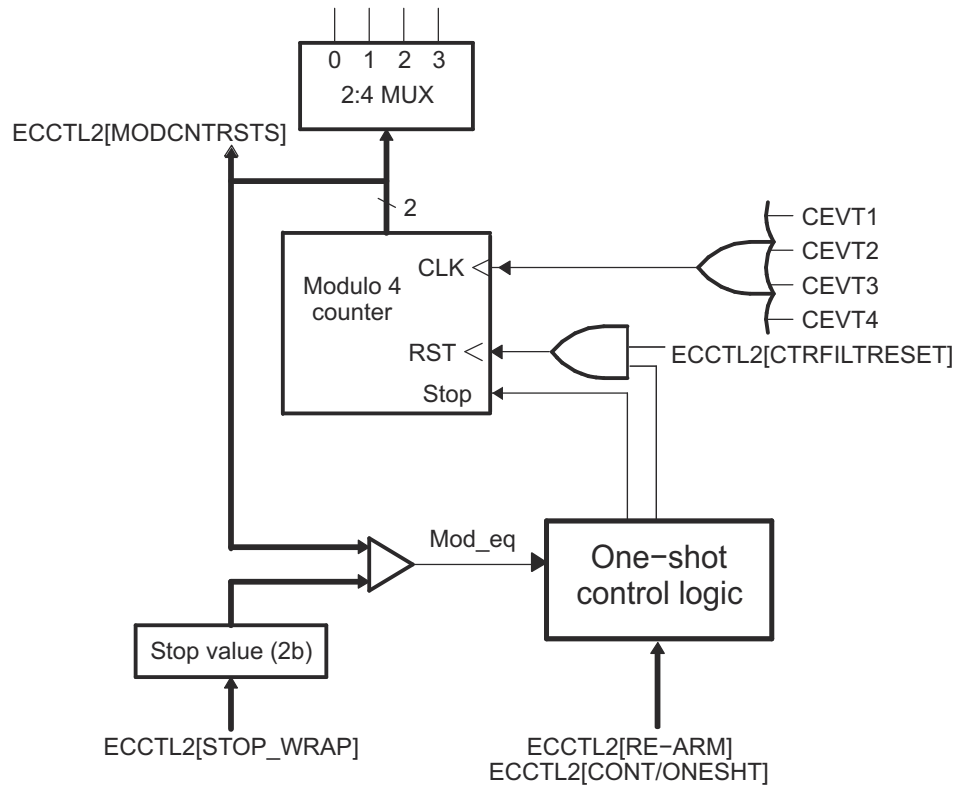 0 1 2 3
2:4 MUX
ECCTL2[MODCNTRSTS]
2
CEVT1
CEVT2
CEVT3
CEVT4
CLK
Modulo 4
counter
RST
ECCTL2[CTRFILTRESET]
Stop
Mod_eq
One−shot
control logic
Stop value (2b)
ECCTL2[STOP_WRAP]
ECCTL2[RE−ARM]
ECCTL2[CONT/ONESHT]